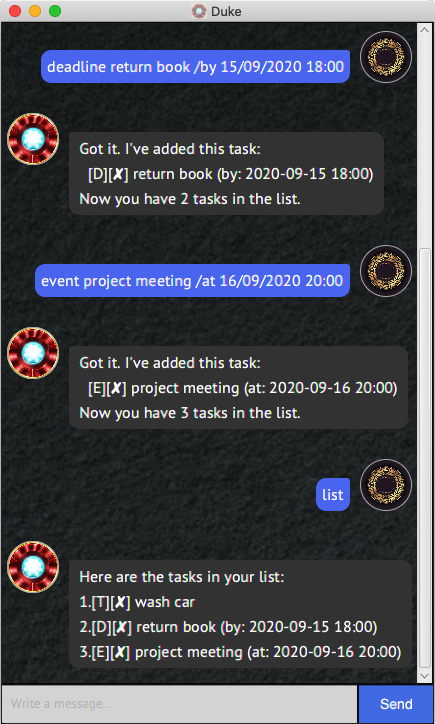 Duke
deadline return book /by 15/09/2020 18:00
Got it. I've added this task:
[D][✘] return book (by: 2020-09-15 18:00)
Now you have 2 tasks in the list.
event project meeting /at 16/09/2020 20:00
Got it. I've added this task:
[E][✘] project meeting (at: 2020-09-16 20:00)
Now you have 3 tasks in the list.
list
Here are the tasks in your list:
1.[T][✘] wash car
2.[D][✘] return book (by: 2020-09-15 18:00)
3.[E][✘] project meeting (at: 2020-09-16 20:00)
Write a message...
Send